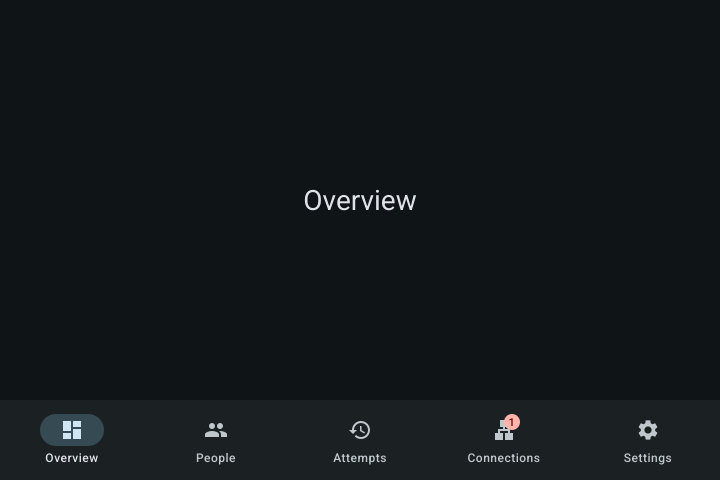 Overview
1
Overview
People
Attempts
Connections
Settings